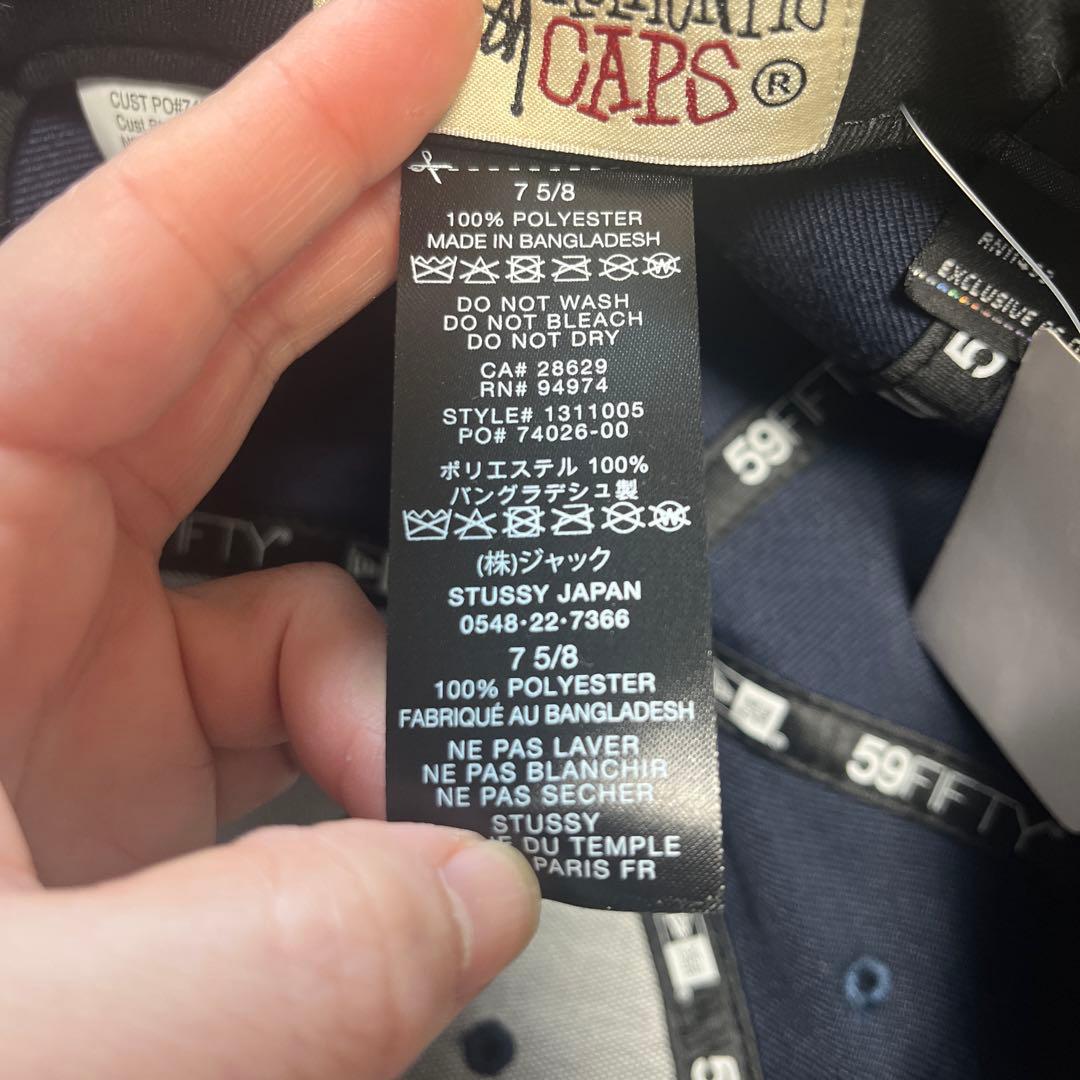 CAPS®
CUST PO#74
7 5/8
100% POLYESTER
MADE IN BANGLADESH
DO NOT WASH
DO NOT BLEACH
DO NOT DRY
CA# 28629
RN# 94974
STYLE# 1311005
PO# 74026-00
ポリエステル 100%
バングラデシュ製
(株)ジャック
STUSSY JAPAN
0548·22·7366
7 5/8
100% POLYESTER
FABRIQUÉ AU BANGLADESH
NE PAS LAVER
NE PAS BLANCHIR
NE PAS SECHER
STUSSY
DU TEMPLE
PARIS FR
EXCLUSIVE
5
59FIFTY
59FIFTY